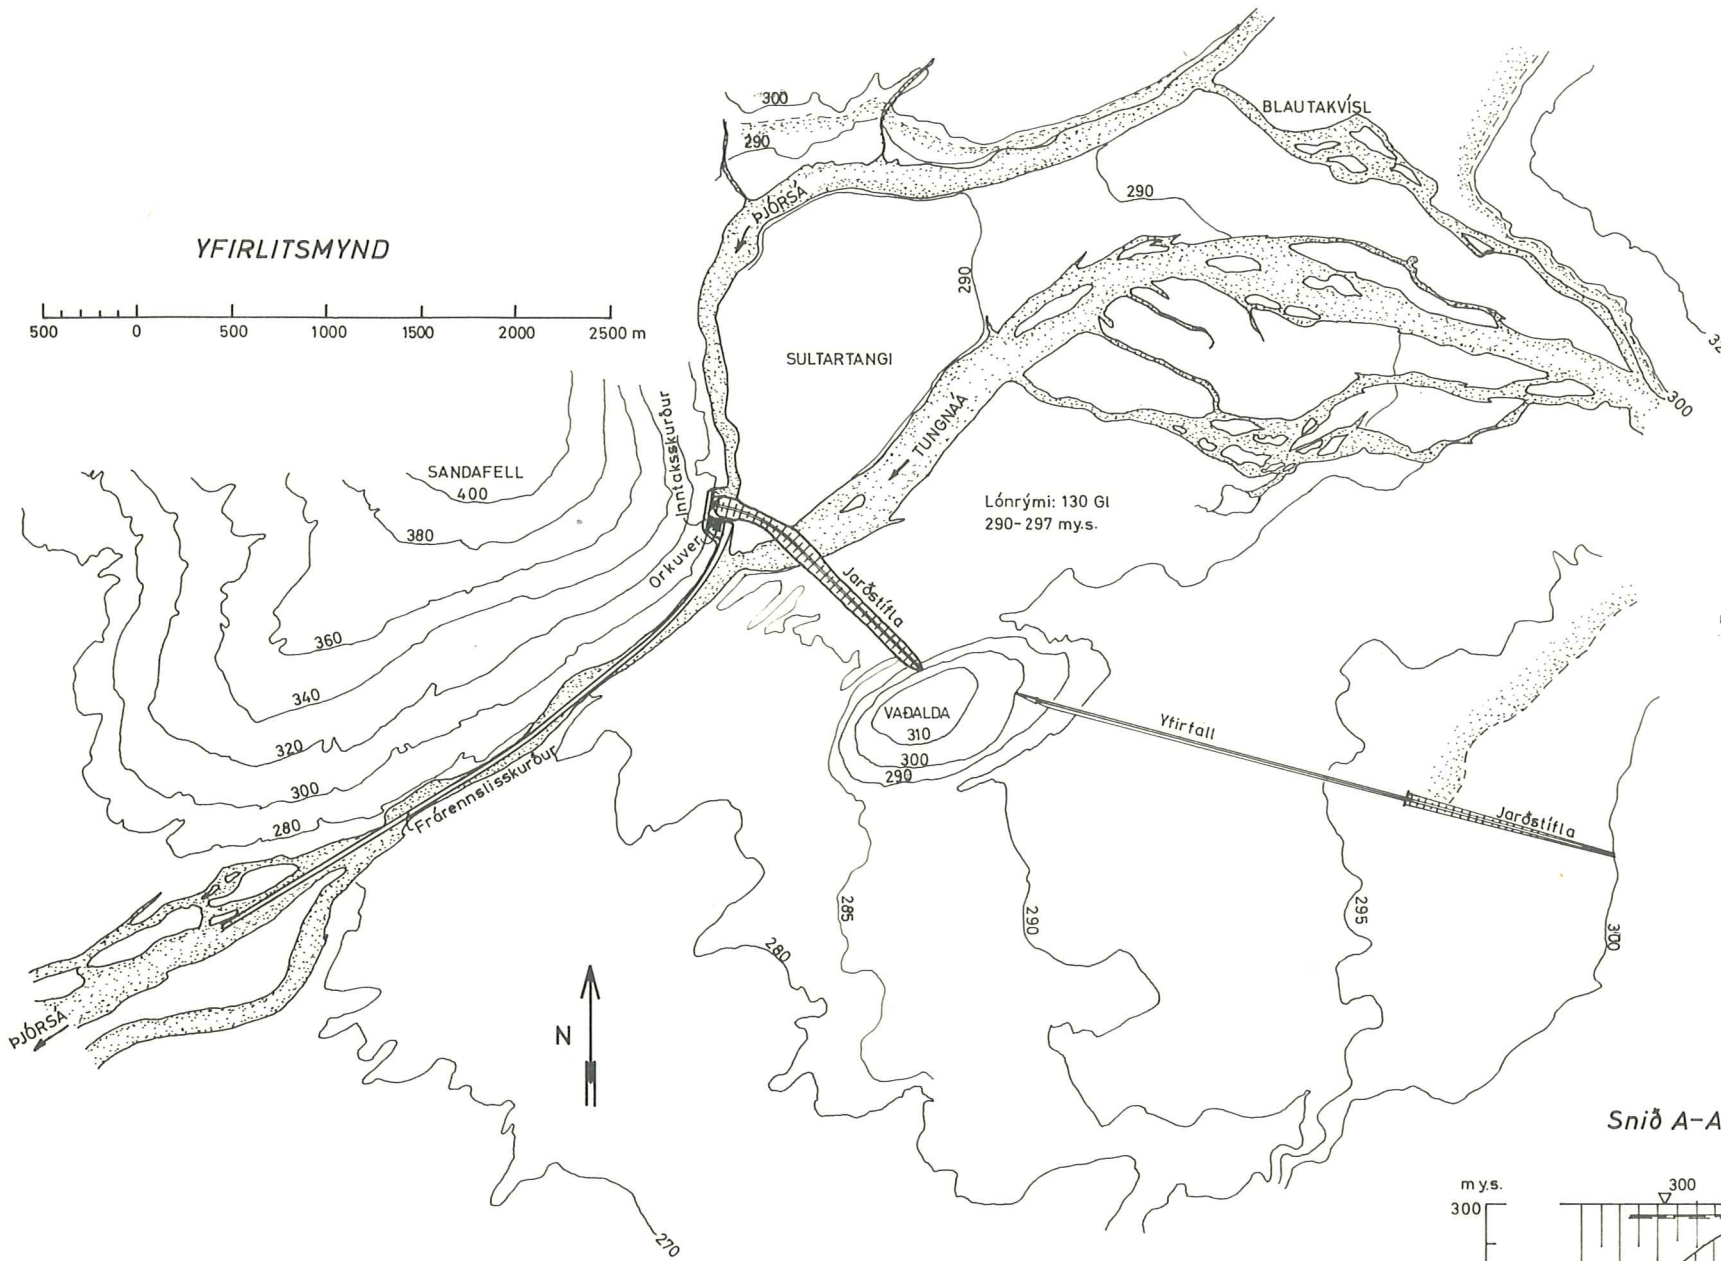 YFIRLITSMYND
500 0 500 1000 1500 2000 2500 m
300
290
BLAUTAKVÍSL
ÞJÓRSÁ
290
290
SULTARTANGI
TUNGNAÁ
300
Inntaksskurður
SANDAFELL
400
380
Orkuver
Lónrými: 130 Gl
290-297 m y.s.
Jarðstífla
360
340
320
300
280
VAÐALDA
310
300
290
Yfirfall
Jarðstífla
Frárennslisskurður
285
290
295
300
280
ÞJÓRSÁ
N
270
Snið A-A
m y.s.
300
300